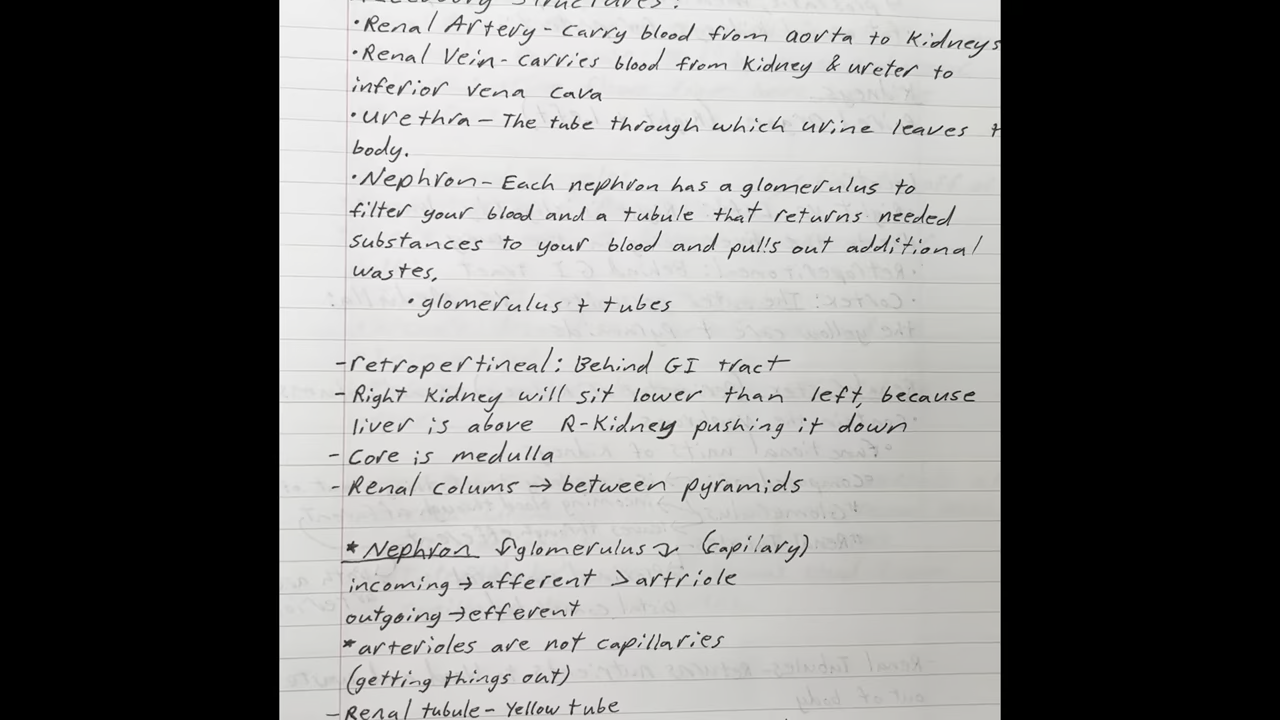 Structures:
•Renal Artery - carry blood from aorta to kidneys
•Renal Vein - carries blood from kidney & ureter to
inferior vena cava
•urethra - The tube through which urine leaves t
body.
•Nephron - Each nephron has a glomerulus to
filter your blood and a tubule that returns needed
substances to your blood and pulls out additional
wastes.
•glomerulus + tubes
-retropertineal: Behind GI tract
-Right kidney will sit lower than left, because
liver is above R-Kidney pushing it down
-Core is medulla
-Renal colums → between pyramids
*Nephron ↓glomerulus↘ (capilary)
incoming → afferent > artriole
outgoing → efferent
*arterioles are not capillaries
(getting things out)
-Renal tubule - Yellow tube